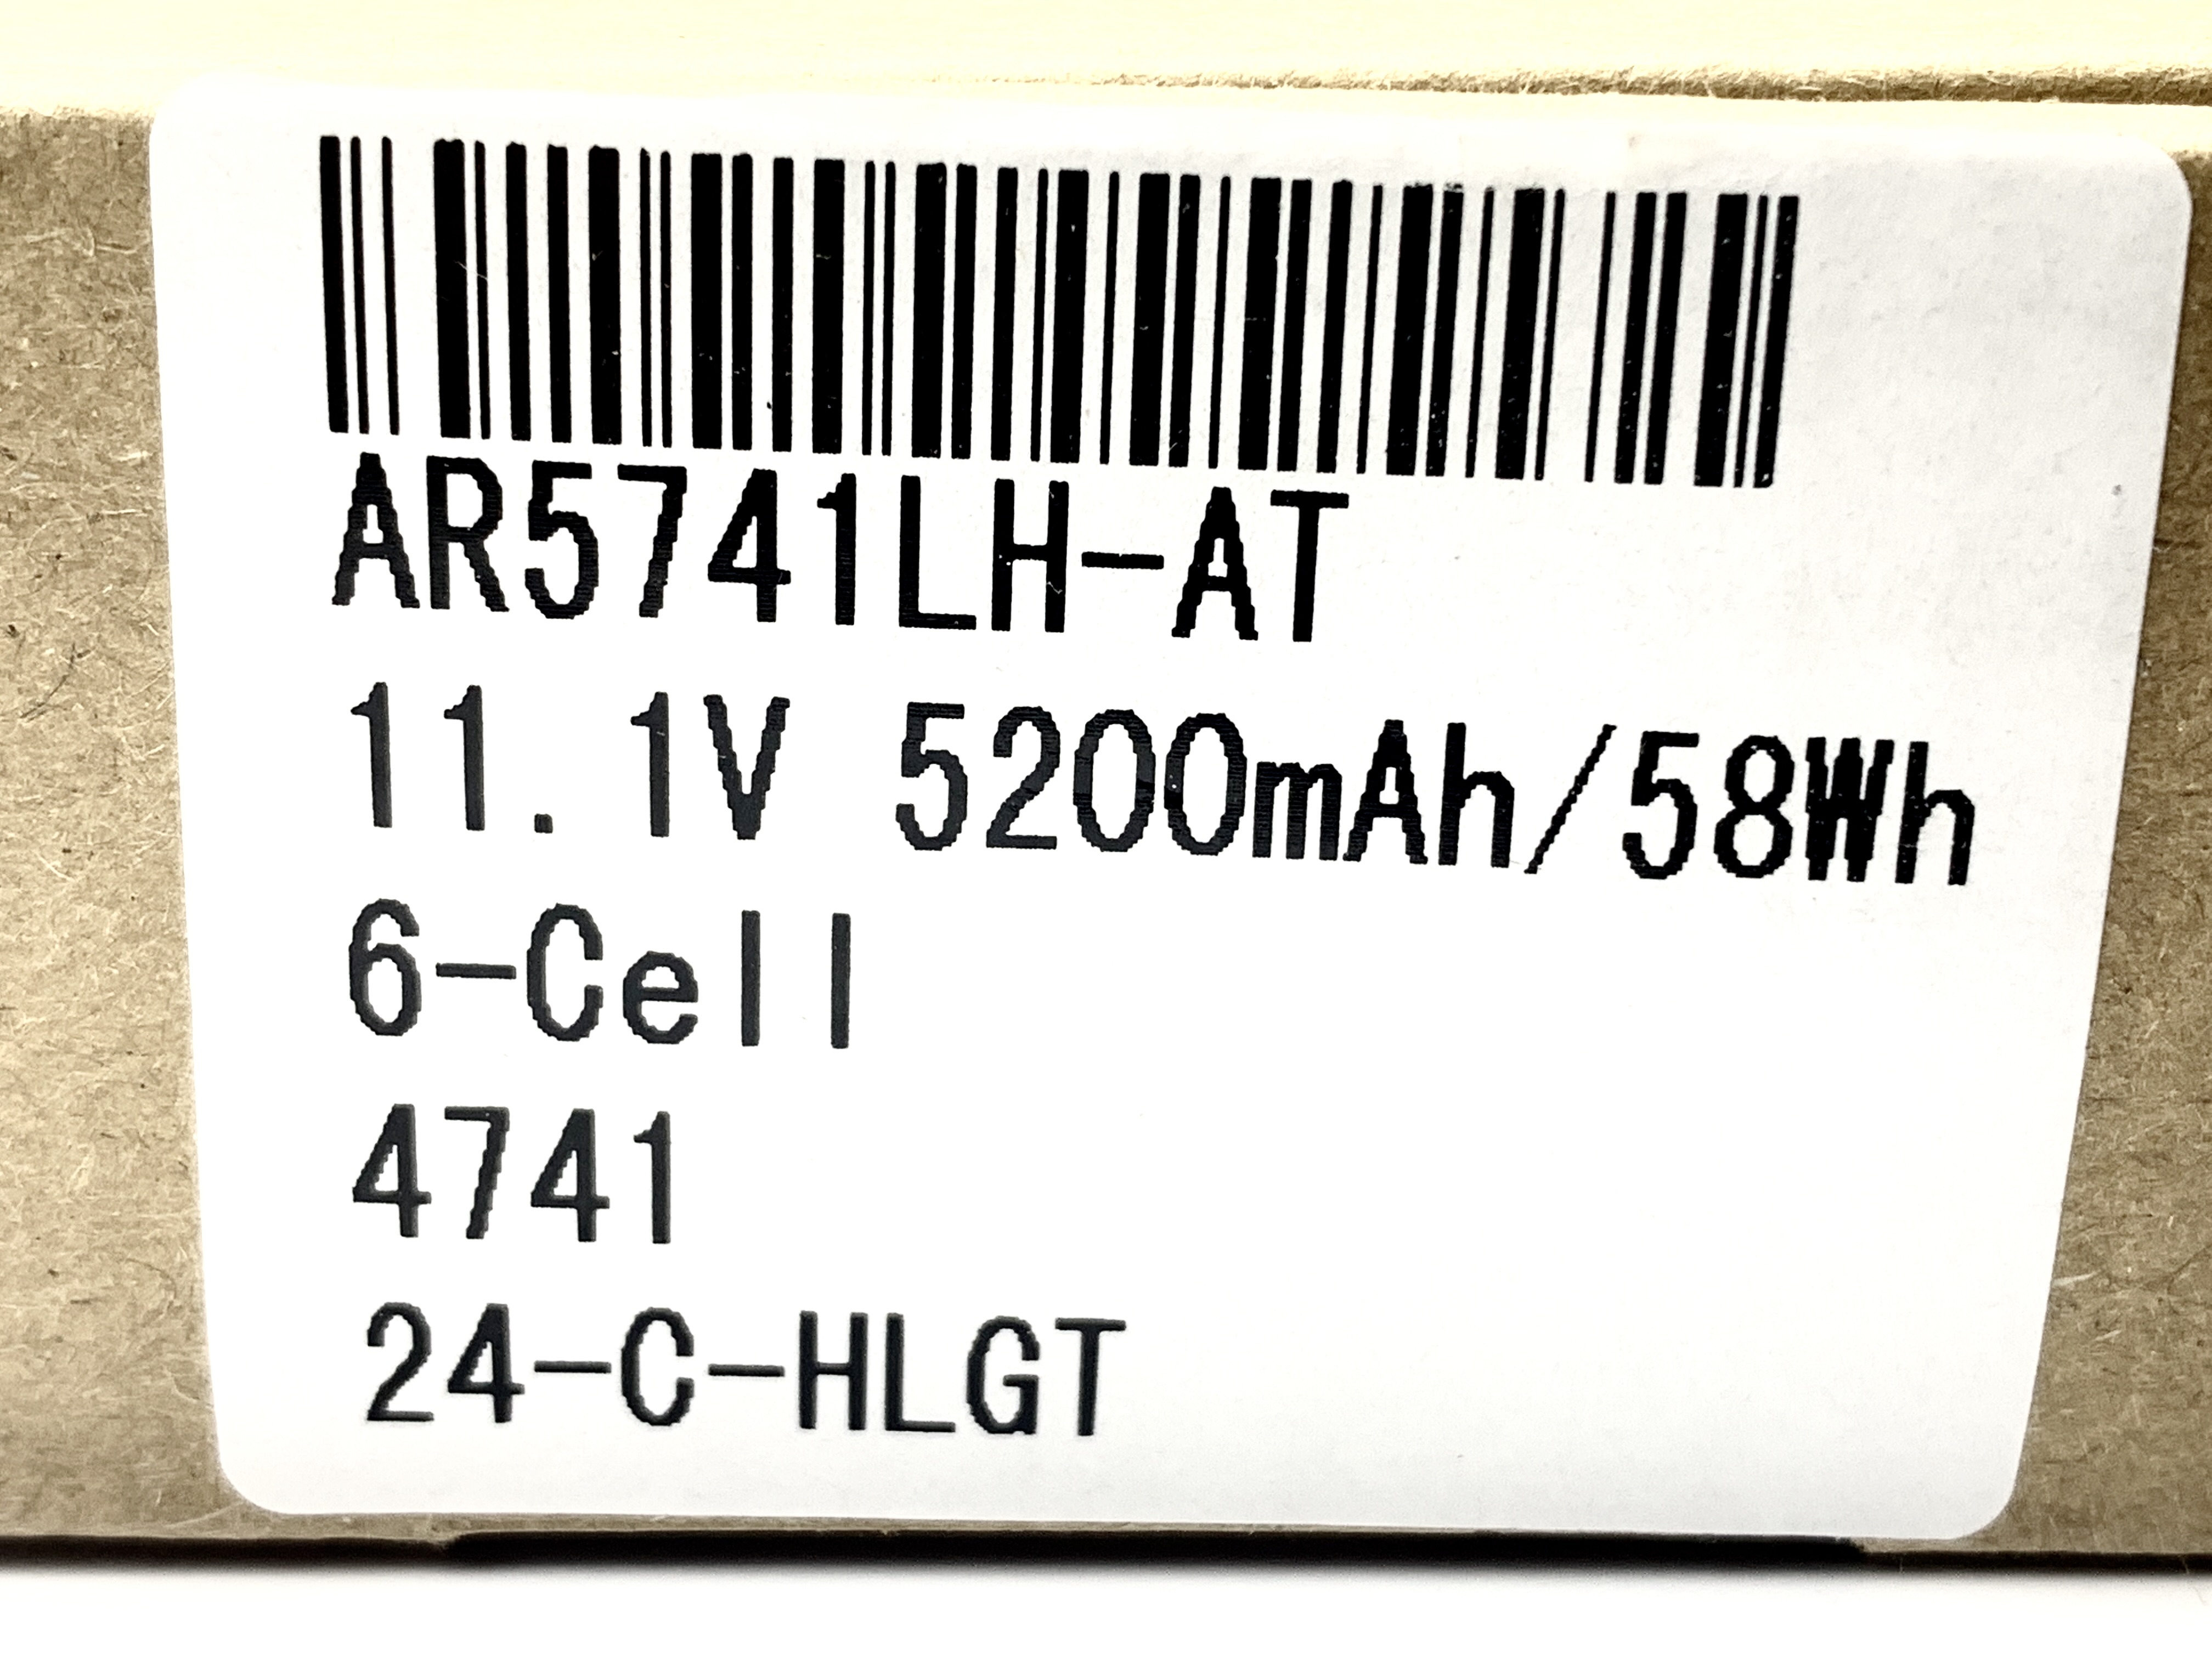 AR5741LH-AT
11.1V 5200mAh/58Wh
6-Cell
4741
24-C-HLGT